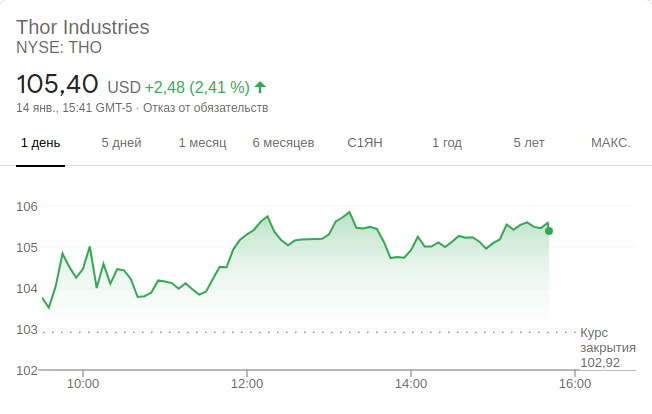 Thor Industries
NYSE: THO
105,40 USD +2,48 (2,41 %)
14 янв., 15:41 GMT-5 · Отказ от обязательств
1 день 5 дней 1 месяц 6 месяцев С1ЯН 1 год 5 лет МАКС.
106
105
104
103
Курс
закрытия
102,92
102
10:00 12:00 14:00 16:00